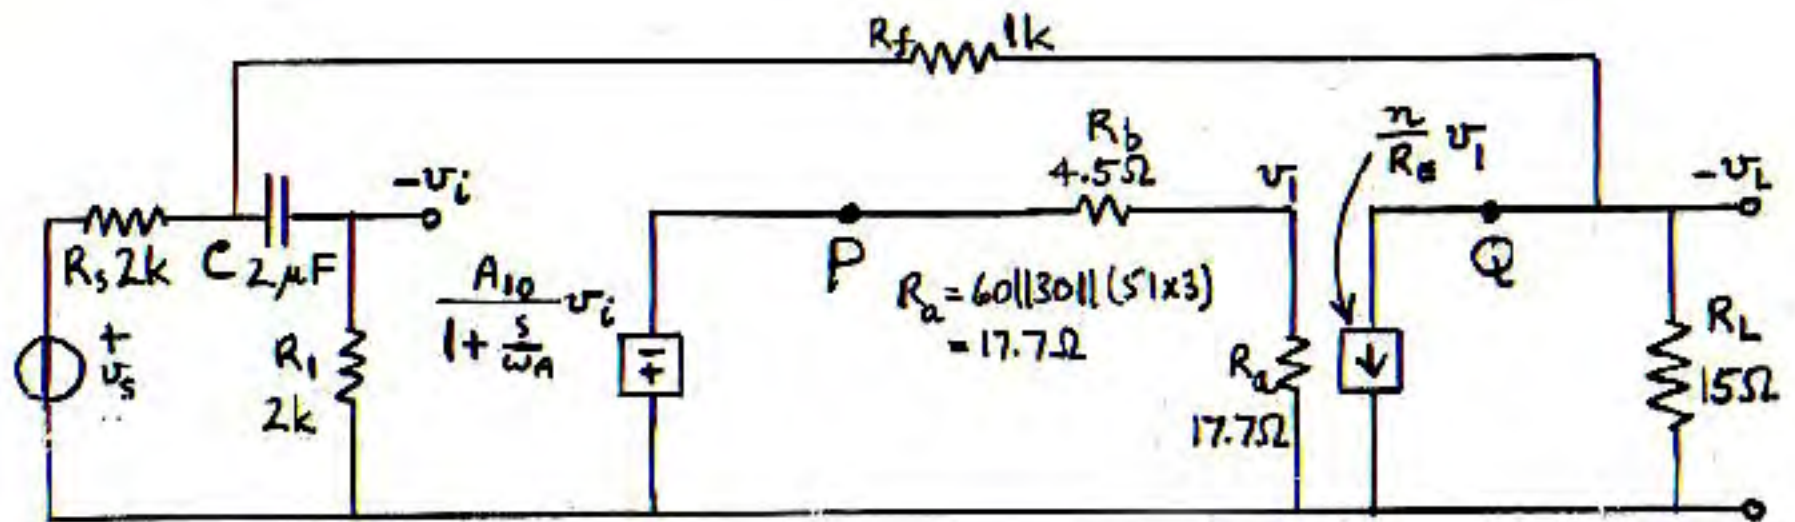 Rf 1k
Rb
4.5Ω
n/RE v1
v1
-vi
-vL
Rs 2k
C 2μF
P
Q
A10/(1 + s/ωA) vi
Ra = 60||30||(51x3)
= 17.7Ω
+
vs
R1
2k
-
+
Ra
17.7Ω
RL
15Ω